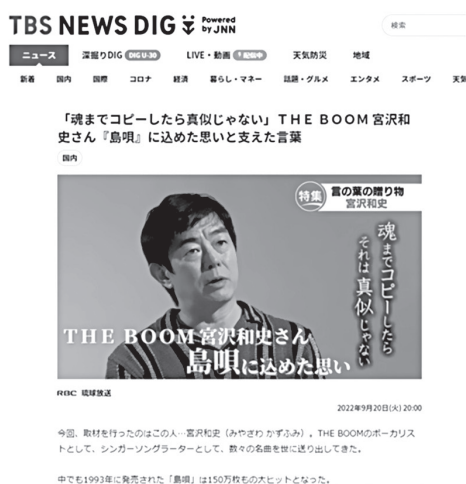 TBS NEWS DIG Powered by JNN
検索
ニュース 深掘りDIG DIG U-30 LIVE・動画 配信中 天気防災 地域
新着 国内 国際 コロナ 経済 暮らし・マネー 話題・グルメ エンタメ スポーツ 天気
「魂までコピーしたら真似じゃない」ＴＨＥ ＢＯＯＭ 宮沢和
史さん『島唄』に込めた思いと支えた言葉
国内
特集 言の葉の贈り物
宮沢和史
魂までコピーしたら
それは真似じゃない
ＴＨＥ ＢＯＯＭ 宮沢和史さん
島唄に込めた思い
RBC 琉球放送
2022年9月20日(火) 20:00
今回、取材を行ったのはこの人…宮沢和史（みやざわ かずふみ）。THE BOOMのボーカリス
トとして、シンガーソングラーターとして、数々の名曲を世に送り出してきた。
中でも1993年に発売された「島唄」は150万枚もの大ヒットとなった。